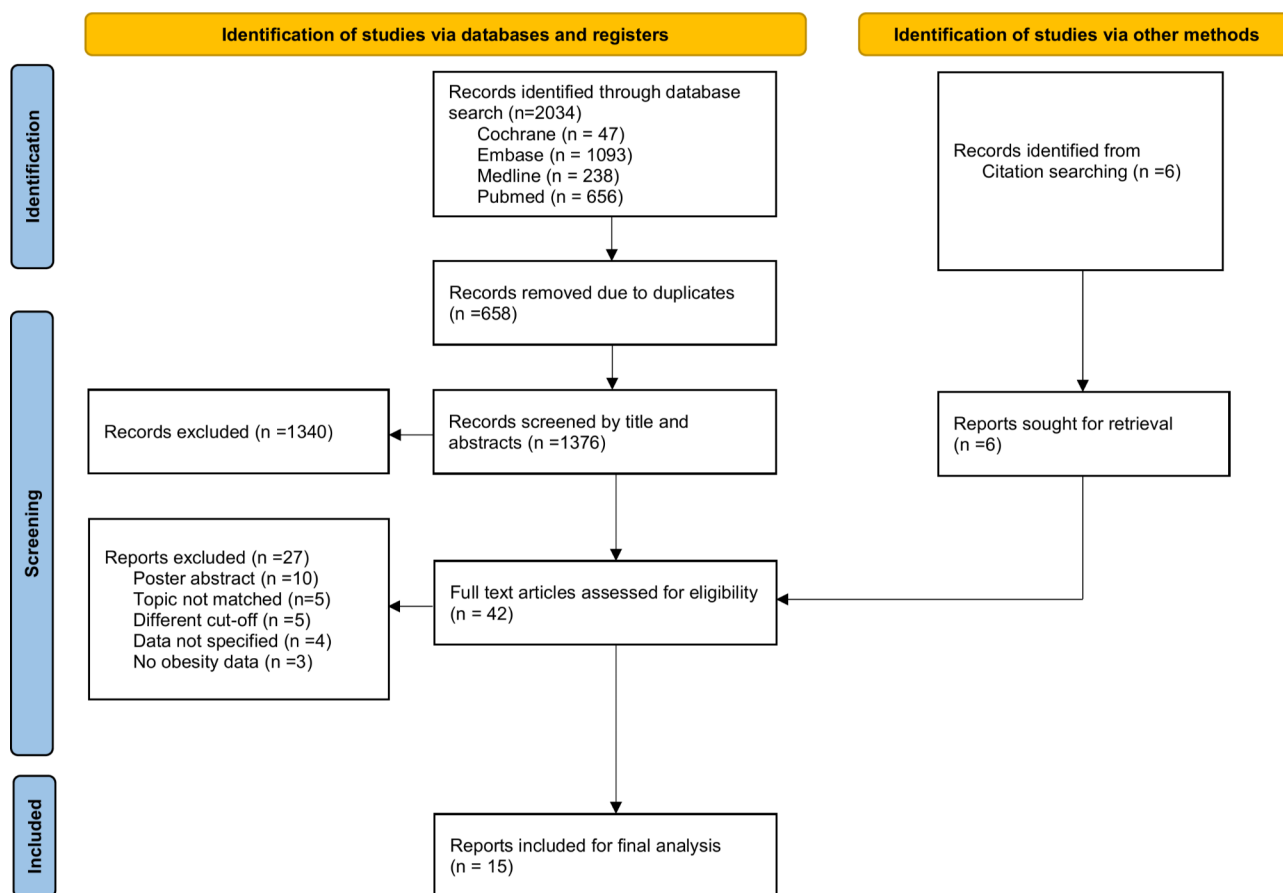 Identification of studies via databases and registers
Identification of studies via other methods
Identification
Records identified through database
search (n=2034)
Cochrane (n = 47)
Embase (n = 1093)
Medline (n = 238)
Pubmed (n = 656)
Records identified from
Citation searching (n =6)
Records removed due to duplicates
(n =658)
Screening
Records screened by title and
abstracts (n =1376)
Records excluded (n =1340)
Reports sought for retrieval
(n =6)
Reports excluded (n =27)
Poster abstract (n =10)
Topic not matched (n=5)
Different cut-off (n =5)
Data not specified (n =4)
No obesity data (n =3)
Full text articles assessed for eligibility
(n = 42)
Included
Reports included for final analysis
(n = 15)